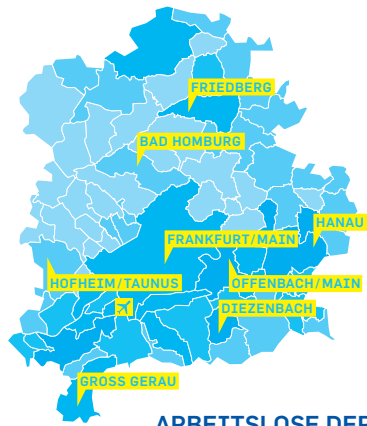 FRIEDBERG
BAD HOMBURG
HANAU
FRANKFURT/MAIN
HOFHEIM/TAUNUS
OFFENBACH/MAIN
DIEZENBACH
GROSS GERAU